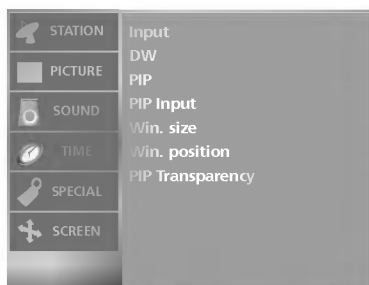 STATION
PICTURE
SOUND
TIME
SPECIAL
SCREEN
Input
DW
PIP
PIP Input
Win. size
Win. position
PIP Transparency